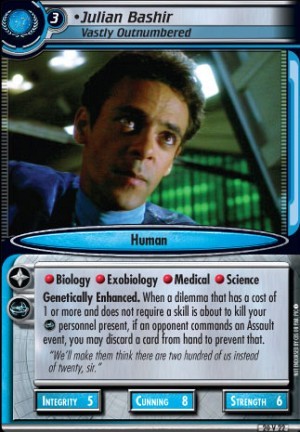 3 •Julian Bashir
Vastly Outnumbered
Human
Biology Exobiology Medical Science
Genetically Enhanced. When a dilemma that has a cost of
1 or more and does not require a skill is about to kill your
personnel present, if an opponent commands an Assault
event, you may discard a card from hand to prevent that.
"We'll make them think there are two hundred of us instead
of twenty, sir."
INTEGRITY 5 CUNNING 8 STRENGTH 6